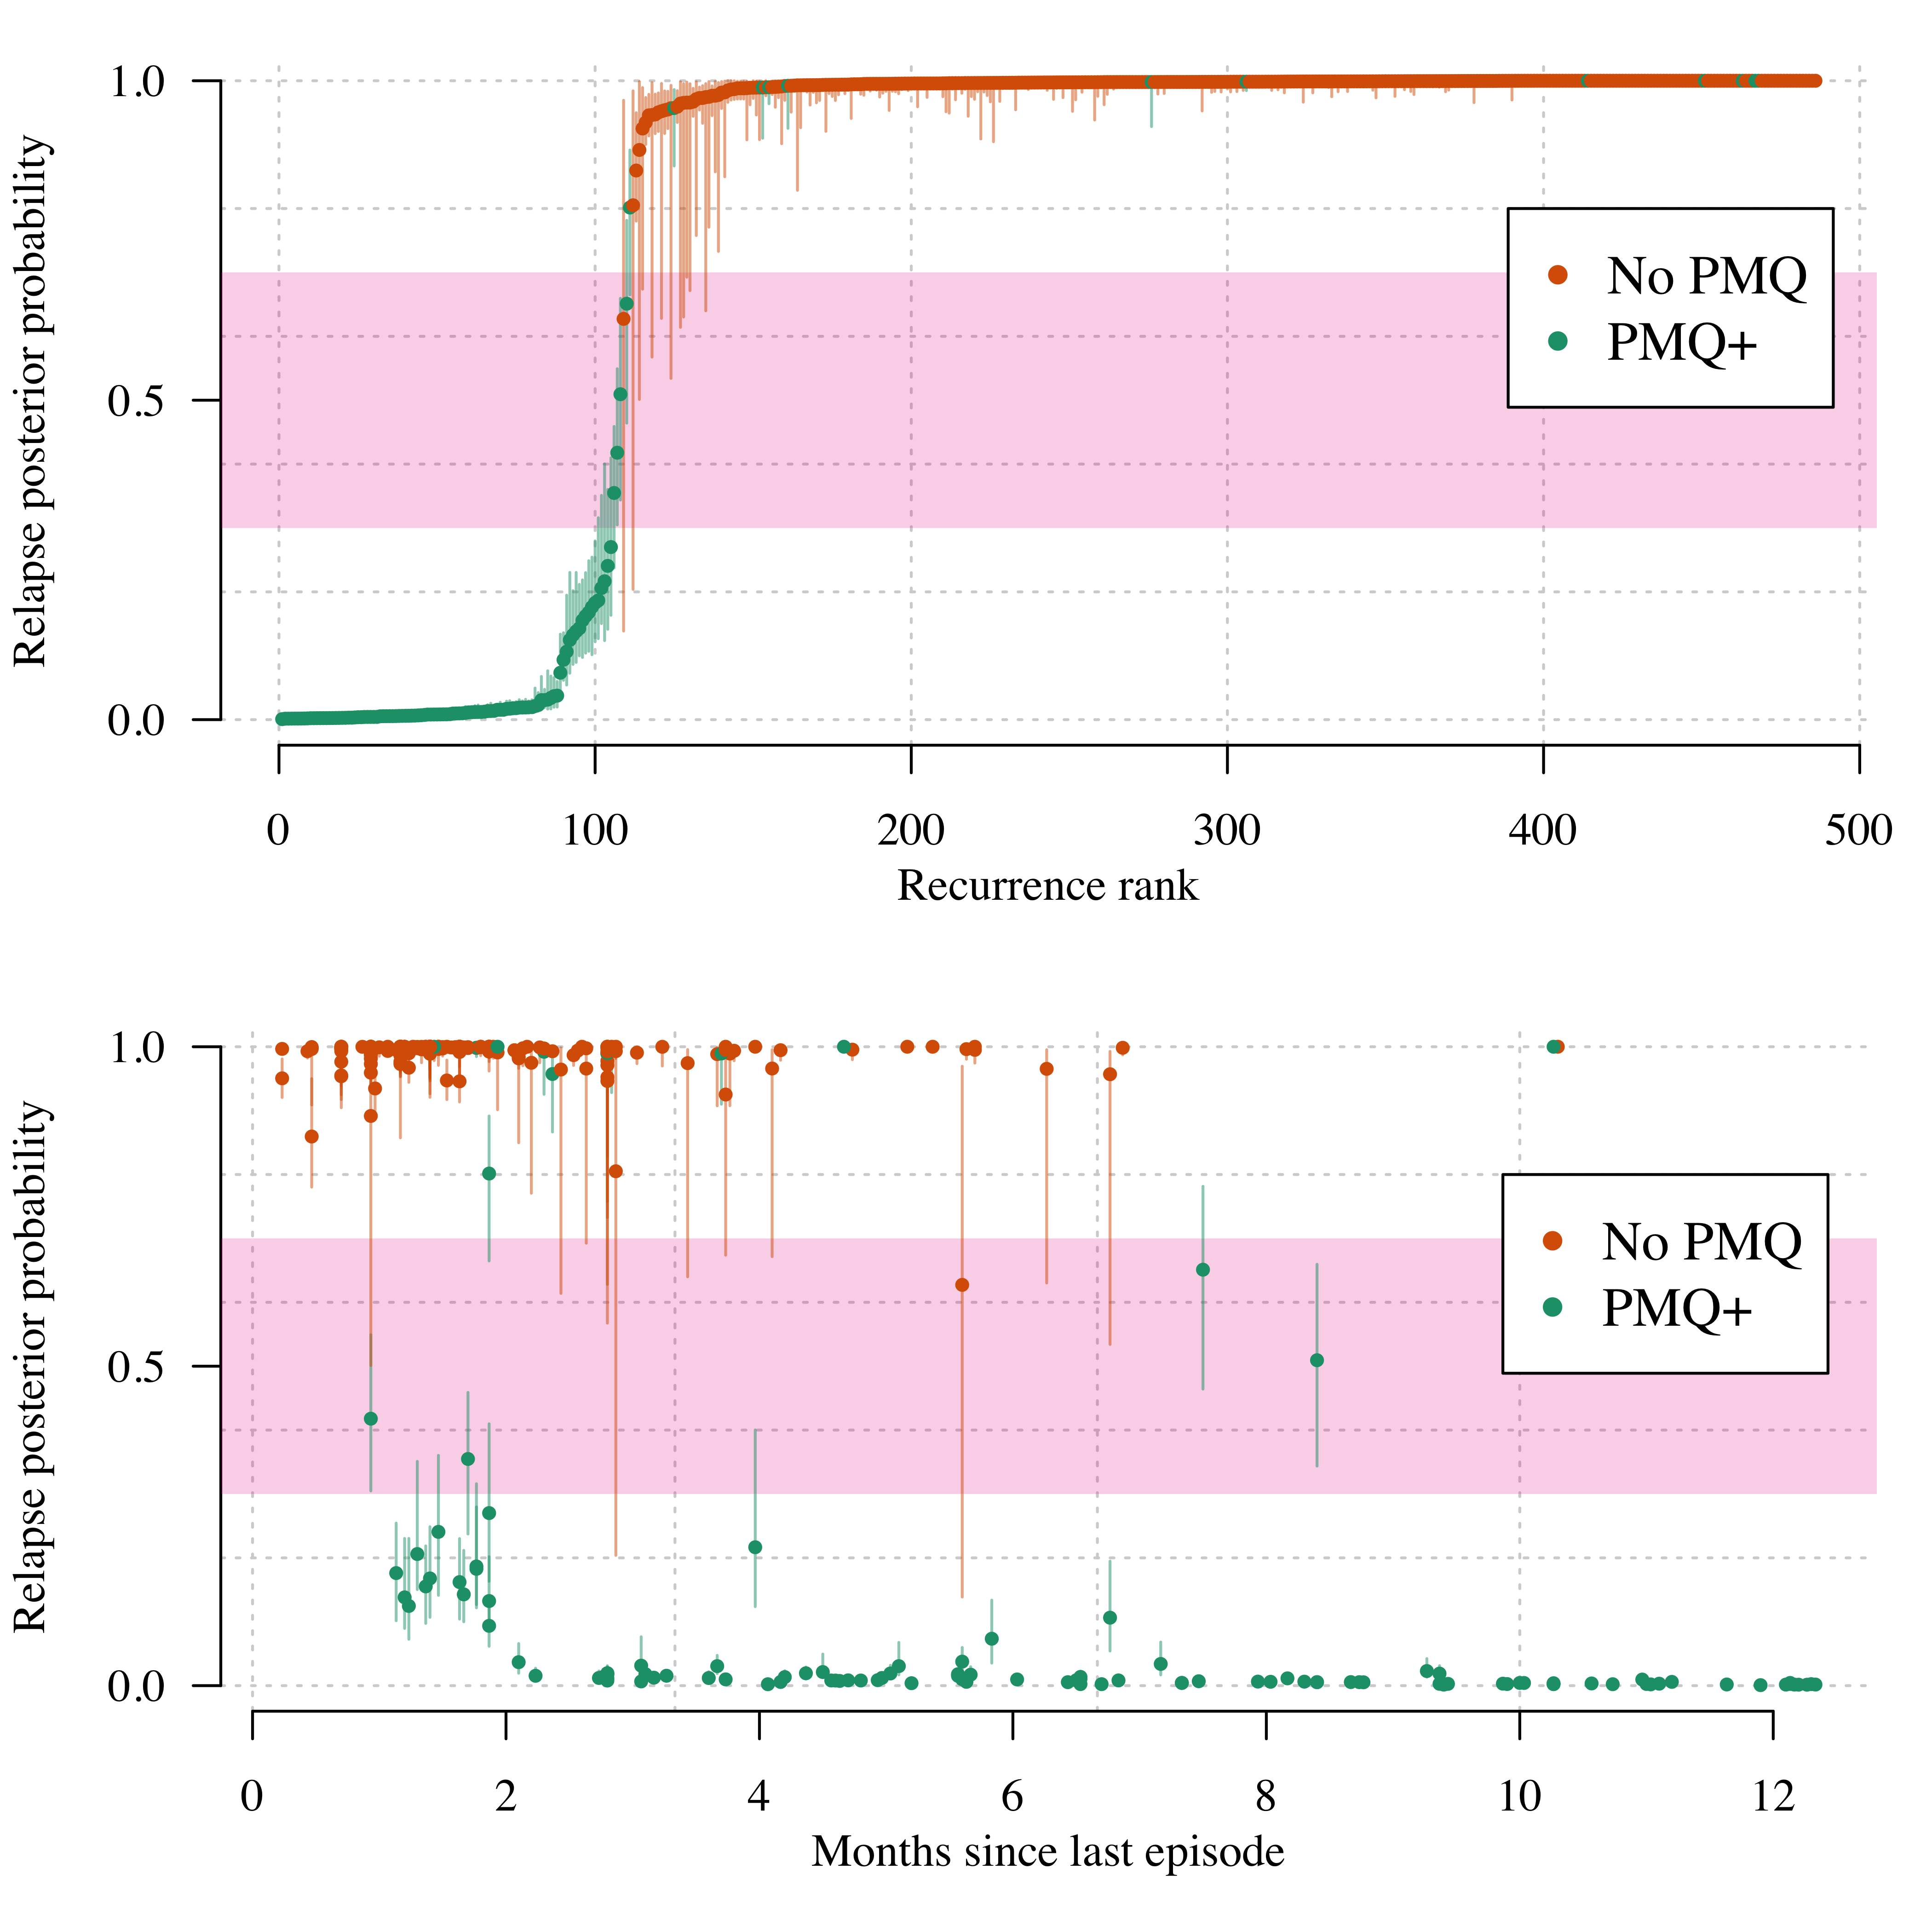 Relapse posterior probability
1.0
0.5
0.0
No PMQ
PMQ+
0 100 200 300 400 500
Recurrence rank
Relapse posterior probability
1.0
0.5
0.0
No PMQ
PMQ+
0 2 4 6 8 10 12
Months since last episode